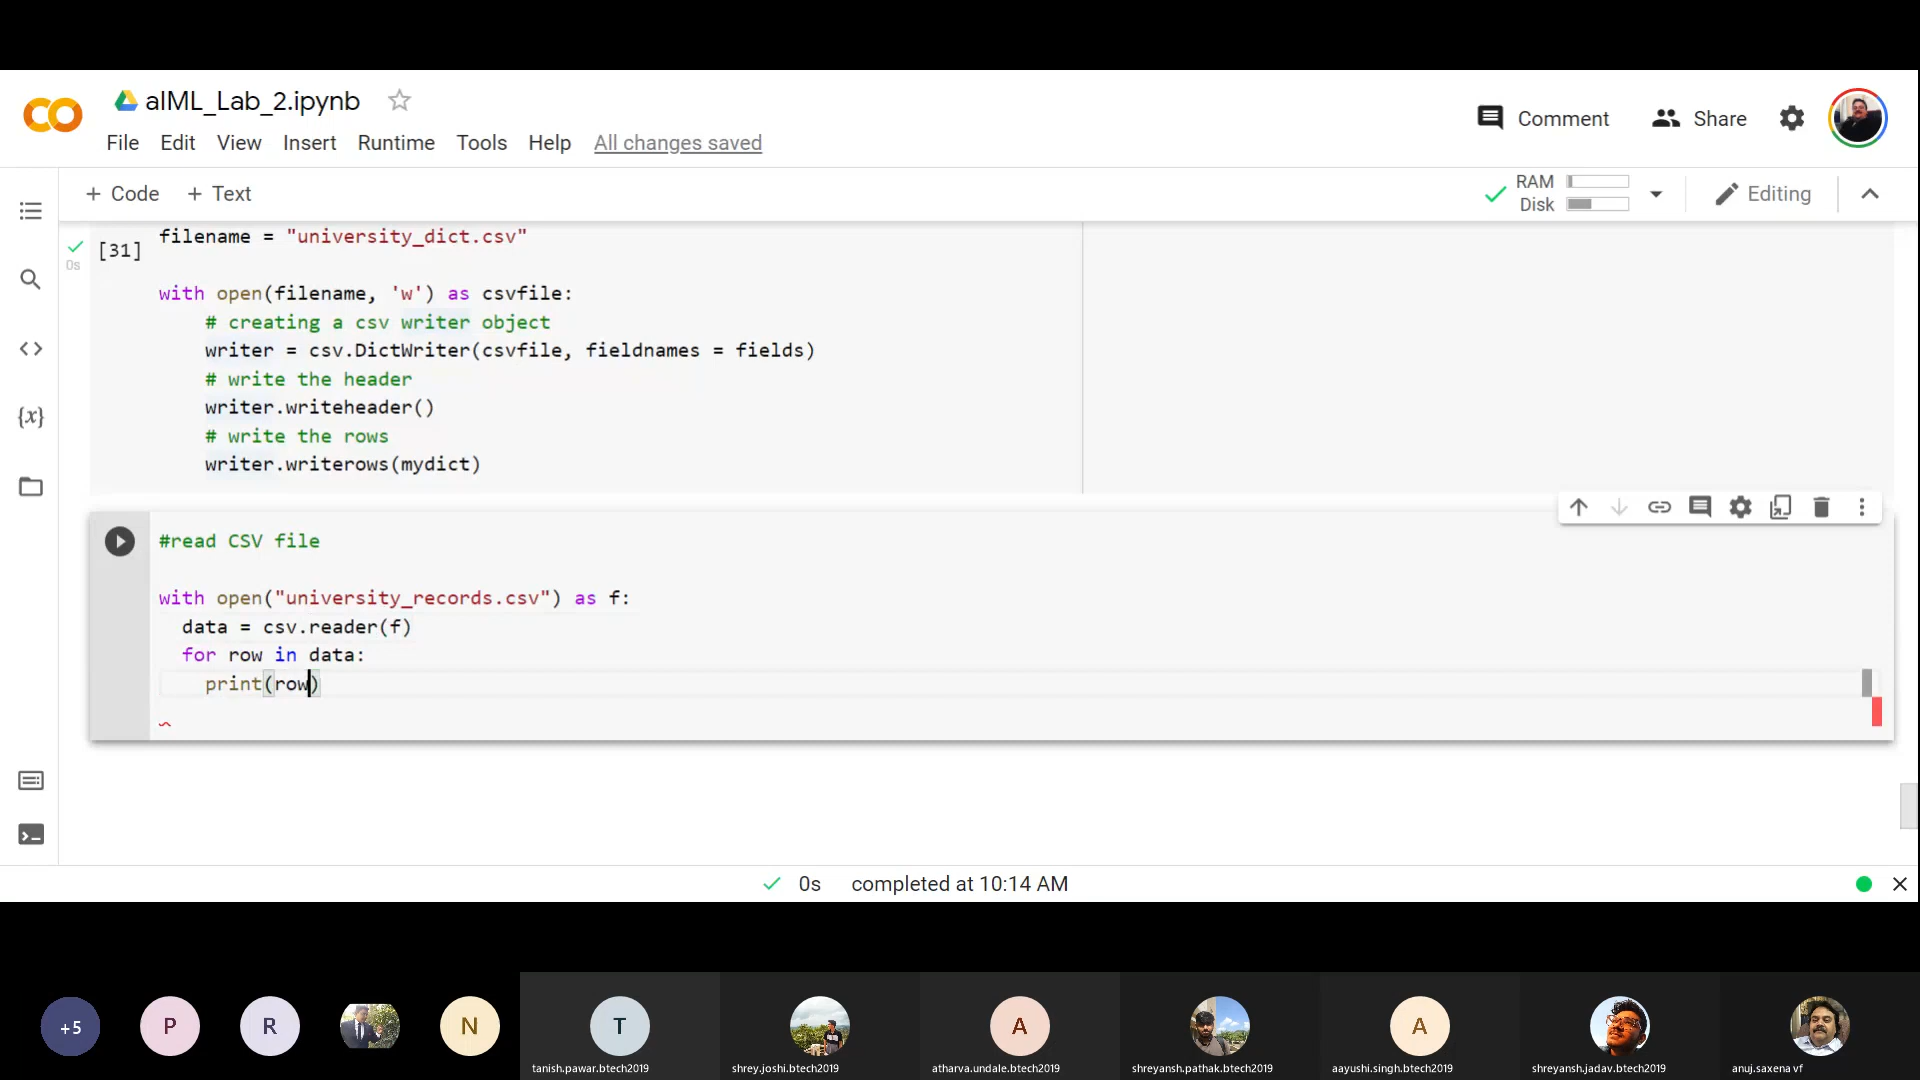 aIML_Lab_2.ipynb
Comment
Share
File Edit View Insert Runtime Tools Help All changes saved
+ Code + Text
RAM
Disk
Editing
[31]
0s
filename = "university_dict.csv"
with open(filename, 'w') as csvfile:
# creating a csv writer object
writer = csv.DictWriter(csvfile, fieldnames = fields)
# write the header
writer.writeheader()
# write the rows
writer.writerows(mydict)
#read CSV file
with open("university_records.csv") as f:
data = csv.reader(f)
for row in data:
print(row)
{x}
0s completed at 10:14 AM
+5 P R N T A A
tanish.pawar.btech2019
shrey.joshi.btech2019
atharva.undale.btech2019
shreyansh.pathak.btech2019
aayushi.singh.btech2019
shreyansh.jadav.btech2019
anuj.saxena vf